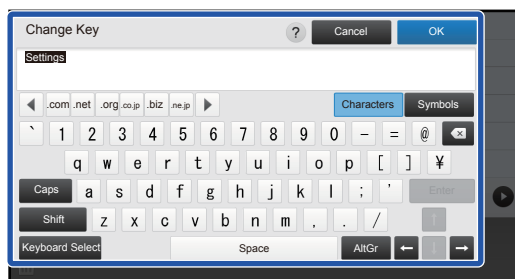 Change Key ? Cancel OK
Settings
.com .net .org .co.jp .biz .ne.jp Characters Symbols
` 1 2 3 4 5 6 7 8 9 0 - = @
q w e r t y u i o p [ ] ¥
Caps a s d f g h j k l ; ' Enter
Shift z x c v b n m , . / ↑
Keyboard Select Space AltGr ← ↓ →